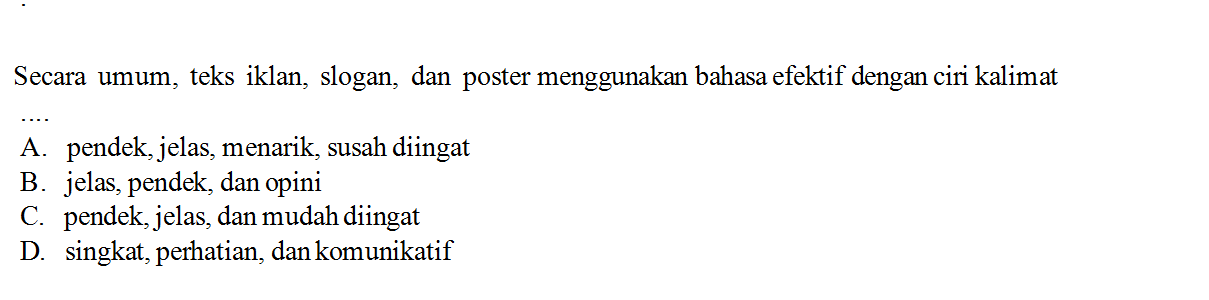 Secara umum, teks iklan, slogan, dan poster menggunakan bahasa efektif dengan ciri kalimat
....
A. pendek, jelas, menarik, susah diingat
B. jelas, pendek, dan opini
C. pendek, jelas, dan mudah diingat
D. singkat, perhatian, dan komunikatif